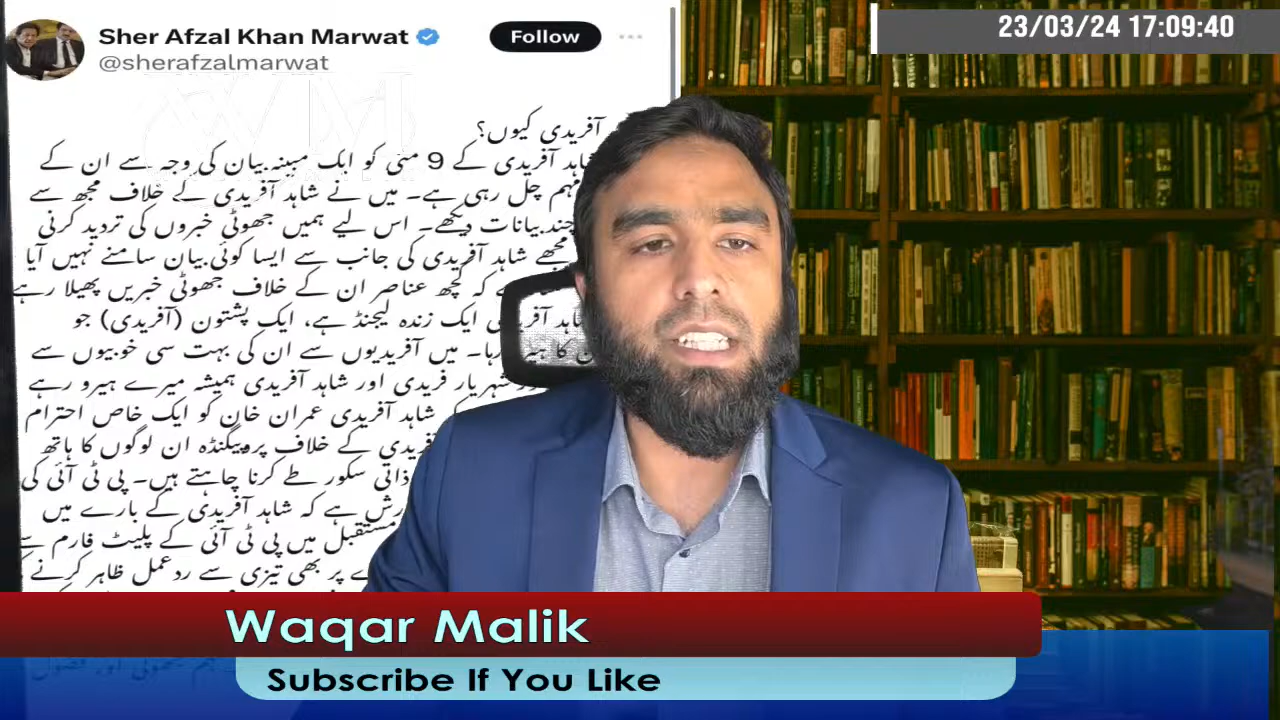 Sher Afzal Khan Marwat
Follow
@sherafzalmarwat
23/03/24 17:09:40
WM
آفریدی کیوں؟
آفریدی کے 9 مئی کو ایک مبینہ بیان کی وجہ سے ان کے
چل رہی ہے۔ میں نے شاہد آفریدی کے خلاف مجھ سے
چند بیانات دیکھے۔ اس لیے ہمیں جھوٹی خبروں کی تردید کرنی
مجھے شاہد آفریدی کی جانب سے ایسا کوئی بیان سامنے نہیں آیا
کہ کچھ عناصر ان کے خلاف جھوٹی خبریں پھیلا رہے
ایک زندہ لیجنڈ ہے، ایک پشتون (آفریدی) جو
رہا۔ میں آفریدیوں سے ان کی بہت سی خوبیوں سے
شہریار فریدی اور شاہد آفریدی ہمیشہ میرے ہیرو رہے
شاہد آفریدی عمران خان کو ایک خاص احترام
کے خلاف پروپیگنڈہ ان لوگوں کا ہاتھ
ذاتی سکور طے کرنا چاہتے ہیں۔ پی ٹی آئی کی
ہے کہ شاہد آفریدی کے بارے میں
مستقبل میں پی ٹی آئی کے پلیٹ فارم سے
پر بھی تیزی سے ردعمل ظاہر کرنے
Waqar Malik
Subscribe If You Like